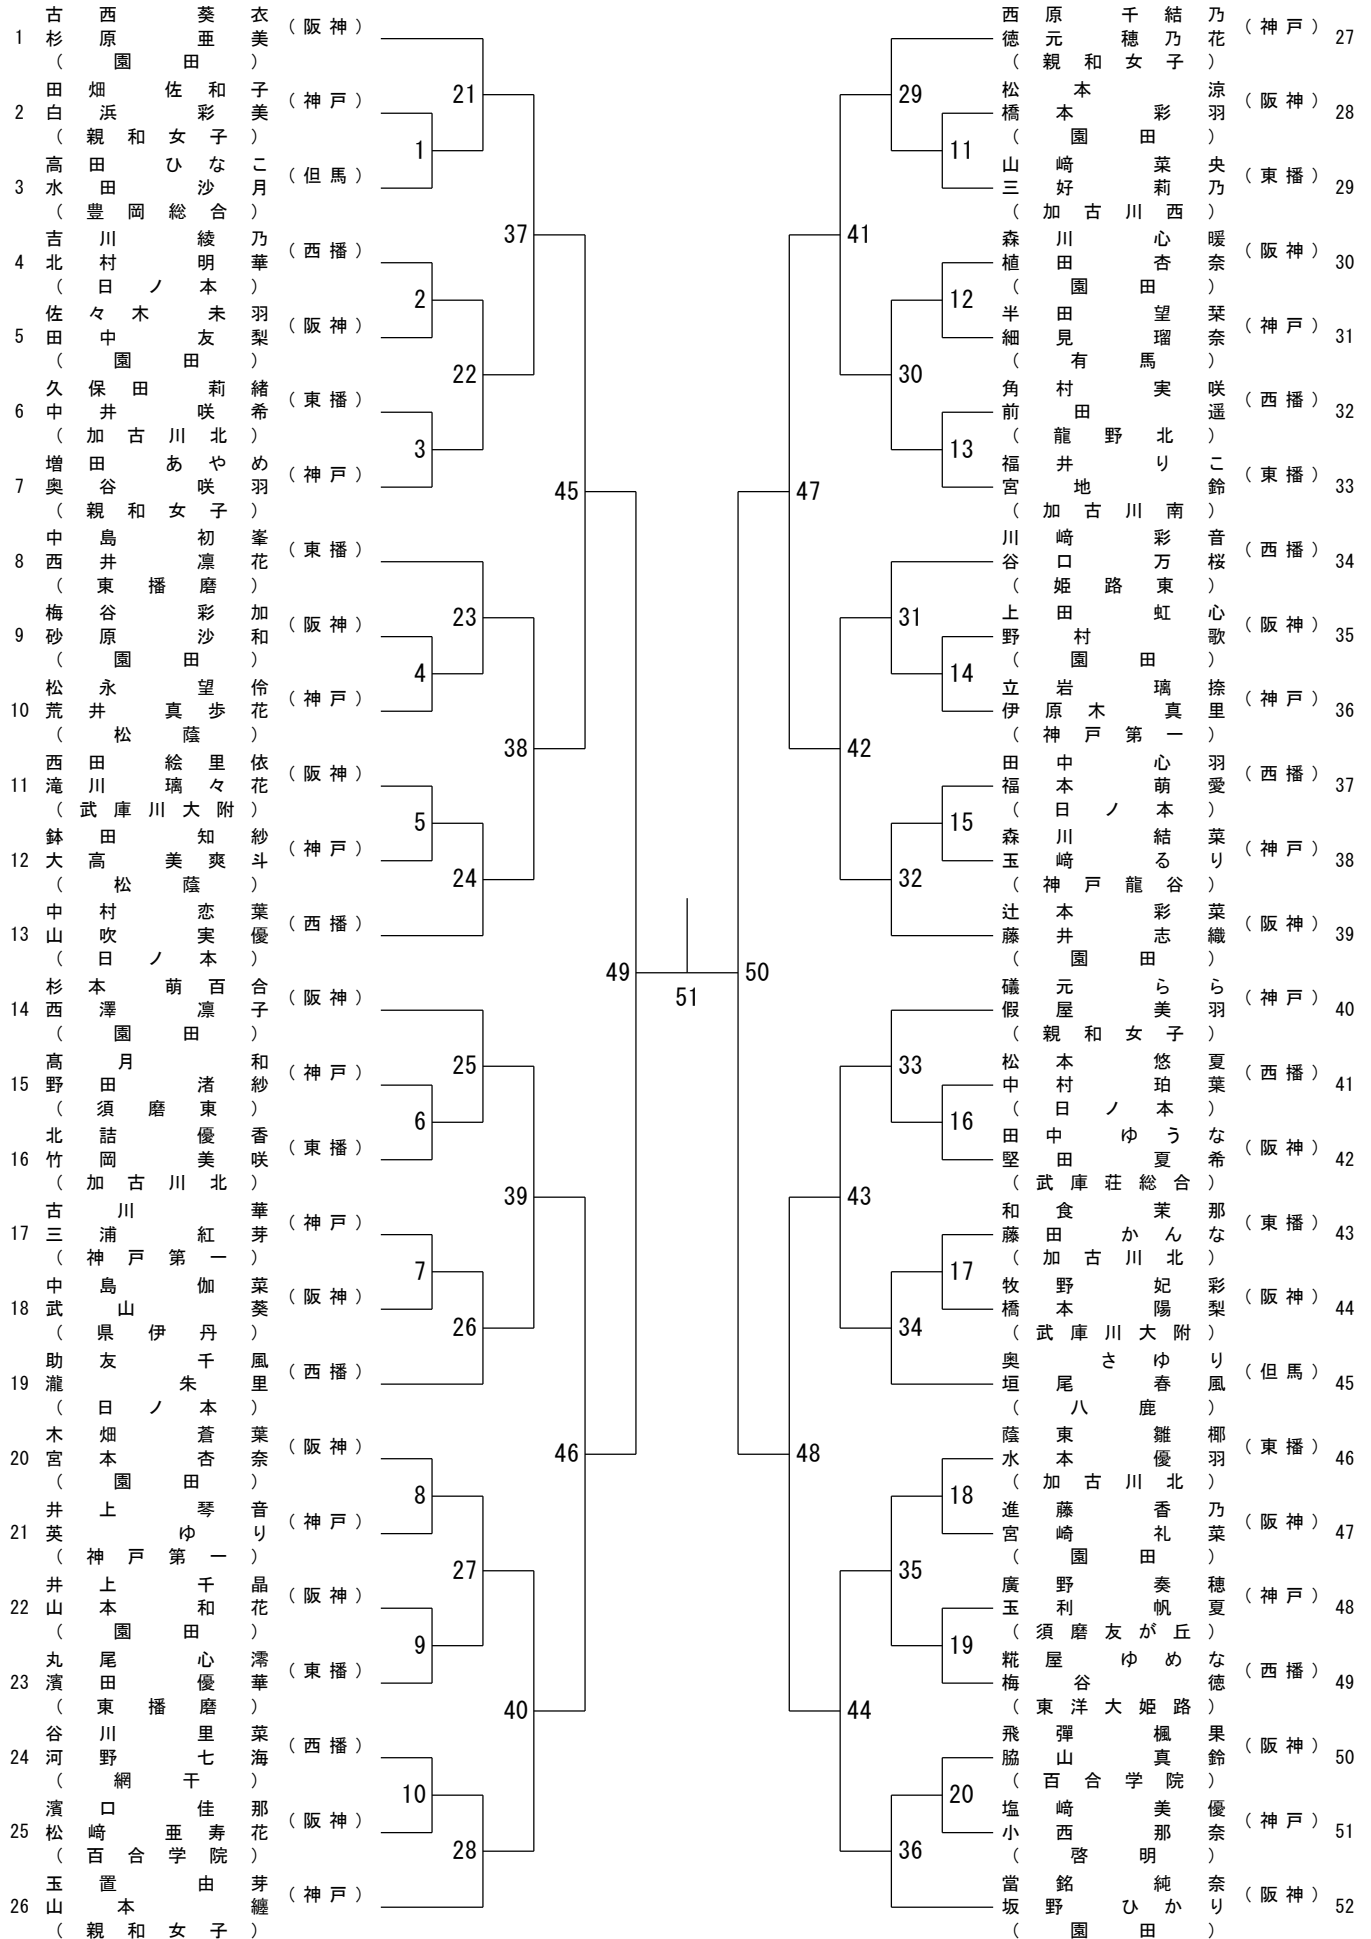 古西 葵衣 (阪神)
1 杉原 亜美
(園田)
田畑 佐和子 (神戸)
2 白浜 彩美
(親和女子)
高田 ひなこ (但馬)
3 水田 沙月
(豊岡総合)
吉川 綾乃 (西播)
4 北村 明華
(日ノ本)
佐々木 未羽 (阪神)
5 田中 友梨
(園田)
久保田 莉緒 (東播)
6 中井 咲希
(加古川北)
増田 あやめ (神戸)
7 奥谷 咲羽
(親和女子)
中島 初峯 (東播)
8 西井 凛花
(東播磨)
梅谷 彩加 (阪神)
9 砂原 沙和
(園田)
松永 望伶 (神戸)
10 荒井 真歩花
(松蔭)
西田 絵里依 (阪神)
11 滝川 璃々花
(武庫川大附)
鉢田 知紗 (神戸)
12 大高 美爽斗
(松蔭)
中村 恋葉 (西播)
13 山吹 実優
(日ノ本)
杉本 萌百合 (阪神)
14 西澤 凛子
(園田)
髙月 和 (神戸)
15 野田 渚紗
(須磨東)
北詰 優香 (東播)
16 竹岡 美咲
(加古川北)
古川 華 (神戸)
17 三浦 紅芽
(神戸第一)
中島 伽菜 (阪神)
18 武山 葵
(県伊丹)
助友 千風 (西播)
19 瀧 朱里
(日ノ本)
木畑 蒼葉 (阪神)
20 宮本 杏奈
(園田)
井上 琴音 (神戸)
21 英 ゆり
(神戸第一)
井上 千晶 (阪神)
22 山本 和花
(園田)
丸尾 心澪 (東播)
23 濱田 優華
(東播磨)
谷川 里菜 (西播)
24 河野 七海
(網干)
濱口 佳那 (阪神)
25 松﨑 亜寿花
(百合学院)
玉置 由芽 (神戸)
26 山本 纏
(親和女子)
1
2
3
4
5
6
7
8
9
10
21
22
23
24
25
26
27
28
37
38
39
40
45
46
49
51
50
47
48
41
42
43
44
29
30
31
32
33
34
35
36
11
12
13
14
15
16
17
18
19
20
西原 千結乃 (神戸)
徳元 穂乃花 27
(親和女子)
松本 涼 (阪神)
橋本 彩羽 28
(園田)
山﨑 菜央 (東播)
三好 莉乃 29
(加古川西)
森川 心暖 (阪神)
植田 杏奈 30
(園田)
半田 望栞 (神戸)
細見 瑠奈 31
(有馬)
角村 実咲 (西播)
前田 遥 32
(龍野北)
福井 りこ (東播)
宮地 鈴 33
(加古川南)
川﨑 彩音 (西播)
谷口 万桜 34
(姫路東)
上田 虹心 (阪神)
野村 歌 35
(園田)
立岩 璃捺 (神戸)
伊原木 真里 36
(神戸第一)
田中 心羽 (西播)
福本 萌愛 37
(日ノ本)
森川 結菜 (神戸)
玉﨑 るり 38
(神戸龍谷)
辻本 彩菜 (阪神)
藤井 志織 39
(園田)
礒元 らら (神戸)
假屋 美羽 40
(親和女子)
松本 悠夏 (西播)
中村 珀葉 41
(日ノ本)
田中 ゆうな (阪神)
堅田 夏希 42
(武庫荘総合)
和食 茉那 (東播)
藤田 かんな 43
(加古川北)
牧野 妃彩 (阪神)
橋本 陽梨 44
(武庫川大附)
奥 さゆり (但馬)
垣尾 春風 45
(八鹿)
蔭東 雛椰 (東播)
水本 優羽 46
(加古川北)
進藤 香乃 (阪神)
宮崎 礼菜 47
(園田)
廣野 奏穂 (神戸)
玉利 帆夏 48
(須磨友が丘)
糀屋 ゆめな (西播)
梅谷 徳 49
(東洋大姫路)
飛彈 楓果 (阪神)
脇山 真鈴 50
(百合学院)
塩﨑 美優 (神戸)
小西 那奈 51
(啓明)
當銘 純奈 (阪神)
坂野 ひかり 52
(園田)